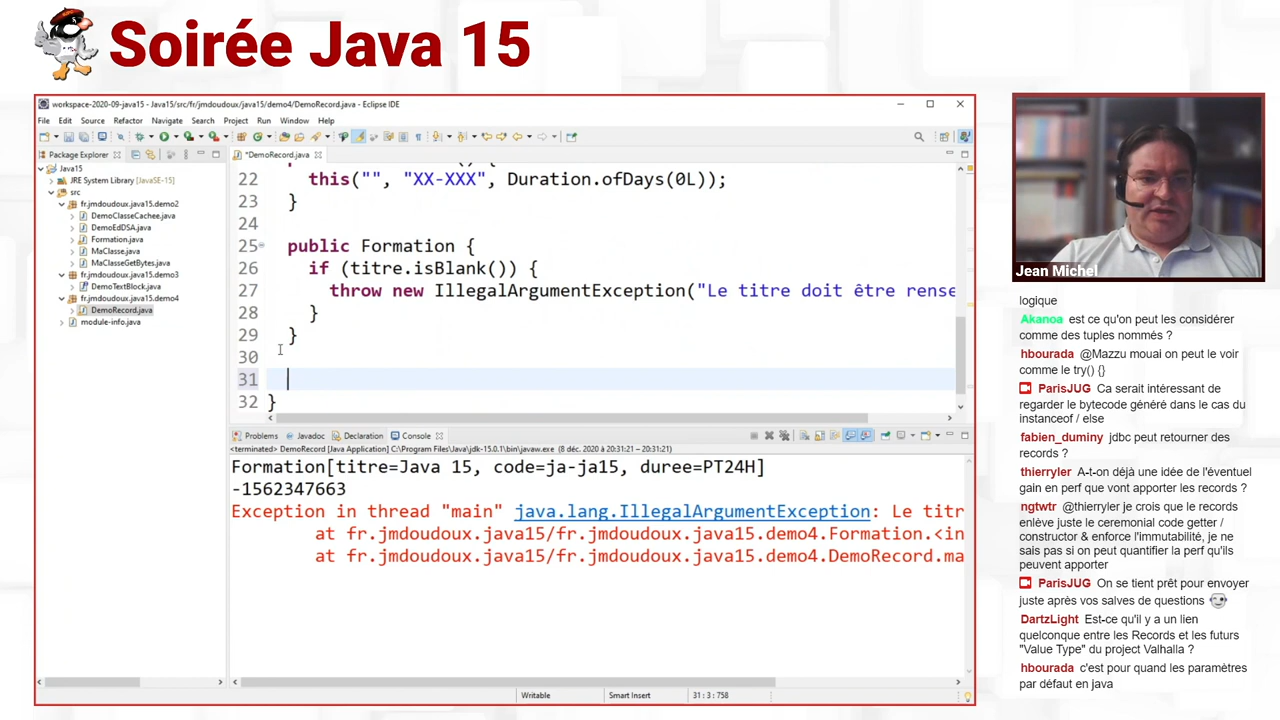 Soirée Java 15
workspace-2020-09-java15 - Java15/src/fr/jmdoudoux/java15/demo4/DemoRecord.java - Eclipse IDE
File Edit Source Refactor Navigate Search Project Run Window Help
Package Explorer
*DemoRecord.java
Java15
JRE System Library [JavaSE-15]
src
fr.jmdoudoux.java15.demo2
DemoClasseCachee.java
DemoEdDSA.java
Formation.java
MaClasse.java
MaClasseGetBytes.java
fr.jmdoudoux.java15.demo3
DemoTextBlock.java
fr.jmdoudoux.java15.demo4
DemoRecord.java
module-info.java
22 this("", "XX-XXX", Duration.ofDays(0L));
23 }
24
25 public Formation {
26 if (titre.isBlank()) {
27 throw new IllegalArgumentException("Le titre doit être rense
28 }
29 }
30
31
32 }
Problems Javadoc Declaration Console
<terminated> DemoRecord [Java Application] C:\Program Files\Java\jdk-15.0.1\bin\javaw.exe (8 déc. 2020 à 20:31:21 – 20:31:21)
Formation[titre=Java 15, code=ja-ja15, duree=PT24H]
-1562347663
Exception in thread "main" java.lang.IllegalArgumentException: Le titr
at fr.jmdoudoux.java15/fr.jmdoudoux.java15.demo4.Formation.<in
at fr.jmdoudoux.java15/fr.jmdoudoux.java15.demo4.DemoRecord.ma
Writable Smart Insert 31 : 3 : 758
Jean Michel
logique
Akanoa est ce qu'on peut les considérer
comme des tuples nommés ?
hbourada @Mazzu mouai on peut le voir
comme le try() {}
ParisJUG Ca serait intéressant de
regarder le bytecode généré dans le cas du
instanceof / else
fabien_duminy jdbc peut retourner des
records ?
thierryler A-t-on déjà une idée de l'éventuel
gain en perf que vont apporter les records ?
ngtwtr @thierryler je crois que le records
enlève juste le ceremonial code getter /
constructor & enforce l'immutabilité, je ne
sais pas si on peut quantifier la perf qu'ils
peuvent apporter
ParisJUG On se tient prêt pour envoyer
juste après vos salves de questions
DartzLight Est-ce qu'il y a un lien
quelconque entre les Records et les futurs
"Value Type" du project Valhalla ?
hbourada c'est pour quand les paramètres
par défaut en java